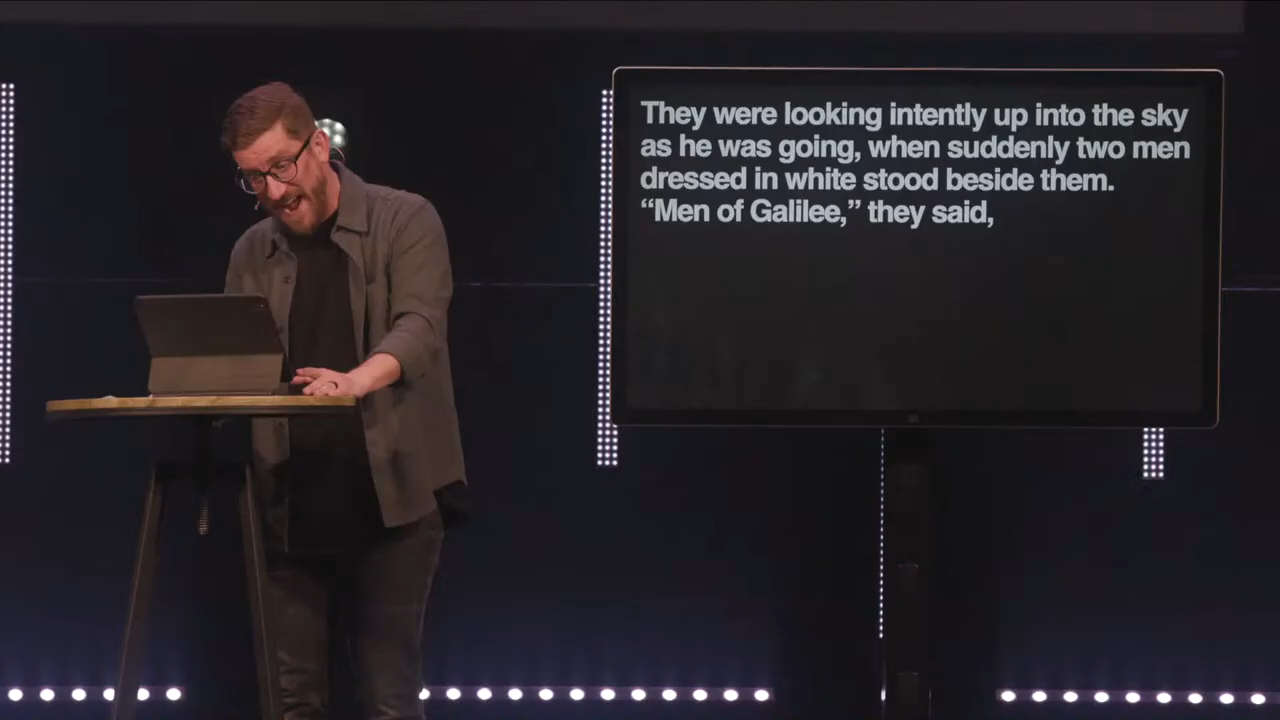 They were looking intently up into the sky
as he was going, when suddenly two men
dressed in white stood beside them.
“Men of Galilee,” they said,